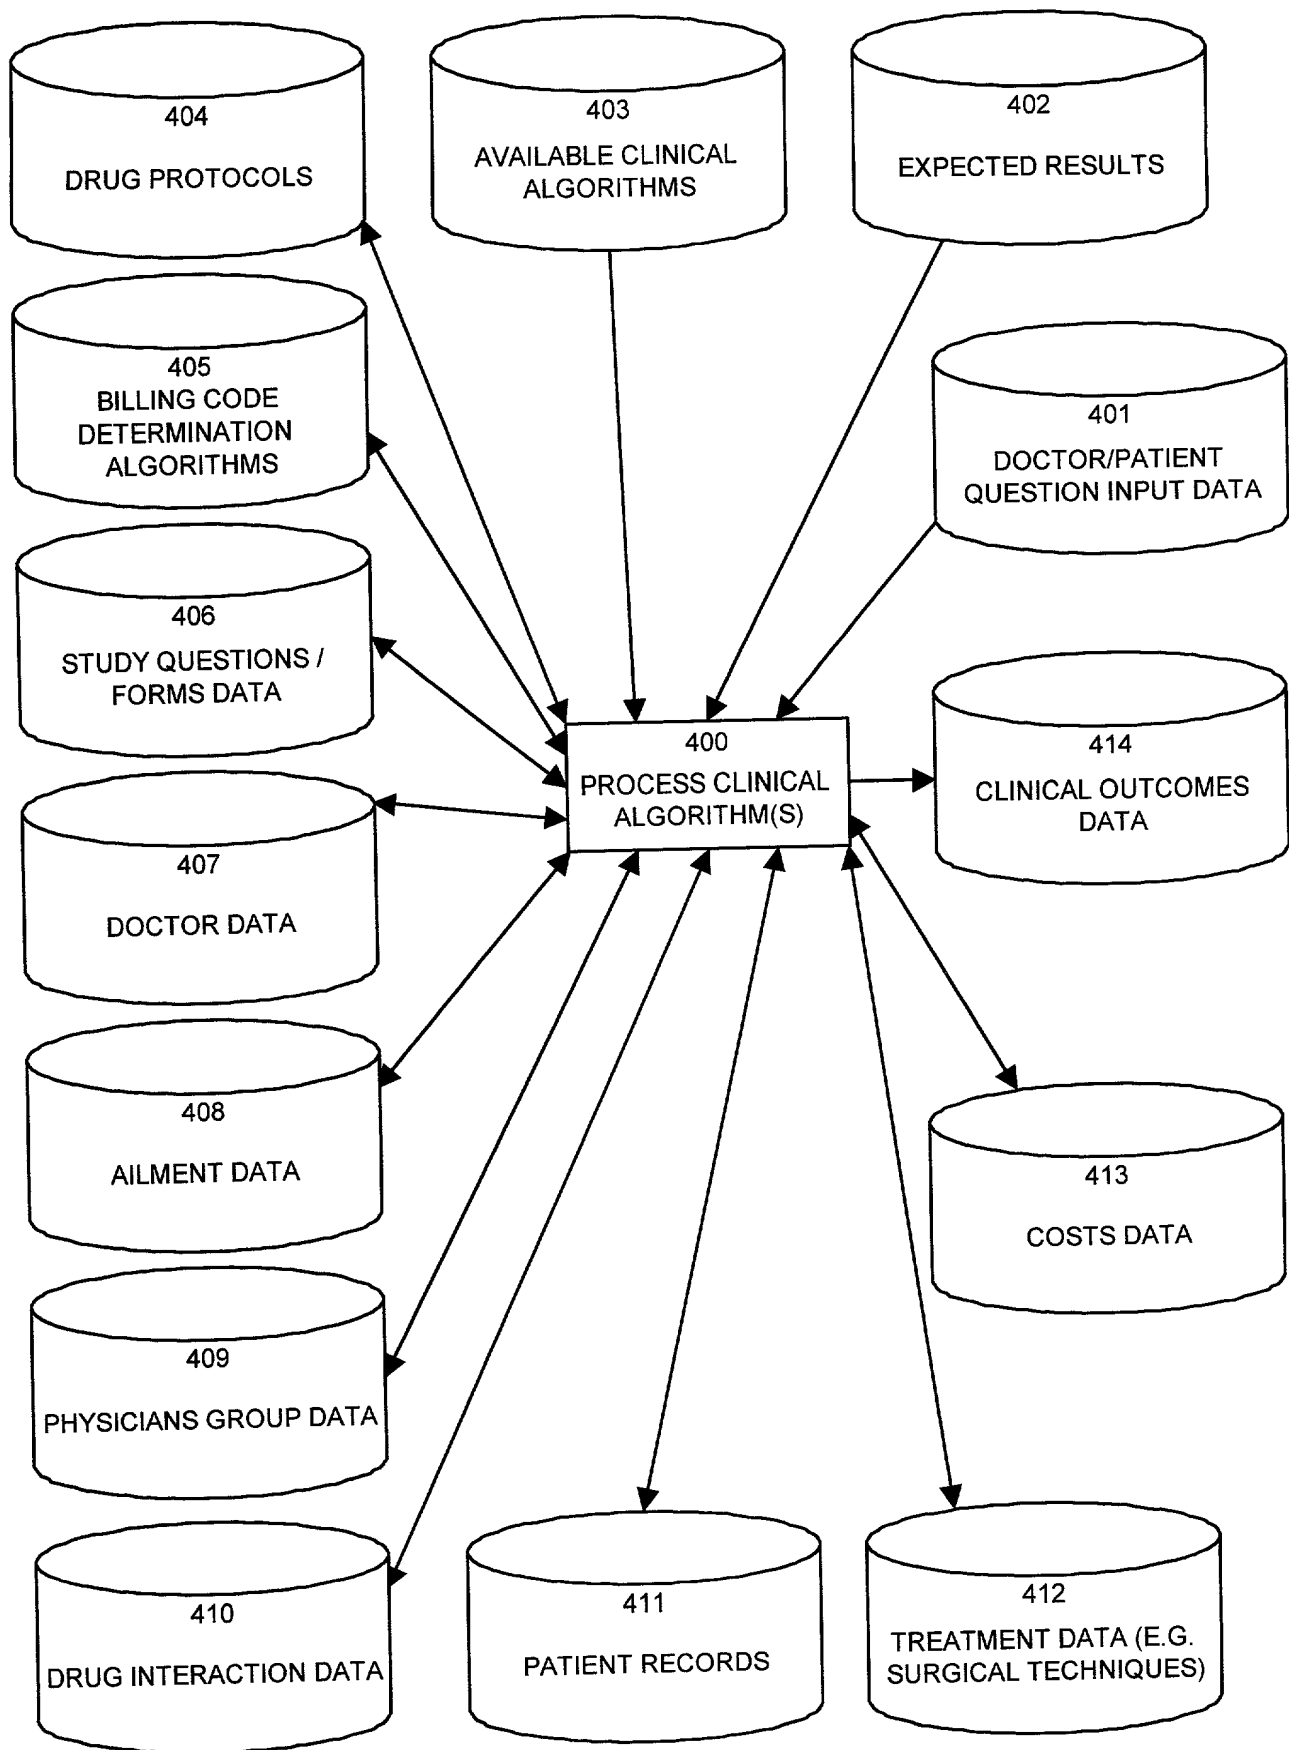 404
DRUG PROTOCOLS
403
AVAILABLE CLINICAL
ALGORITHMS
402
EXPECTED RESULTS
405
BILLING CODE
DETERMINATION
ALGORITHMS
401
DOCTOR/PATIENT
QUESTION INPUT DATA
406
STUDY QUESTIONS /
FORMS DATA
400
PROCESS CLINICAL
ALGORITHM(S)
414
CLINICAL OUTCOMES
DATA
407
DOCTOR DATA
408
AILMENT DATA
413
COSTS DATA
409
PHYSICIANS GROUP DATA
410
DRUG INTERACTION DATA
411
PATIENT RECORDS
412
TREATMENT DATA (E.G.
SURGICAL TECHNIQUES)